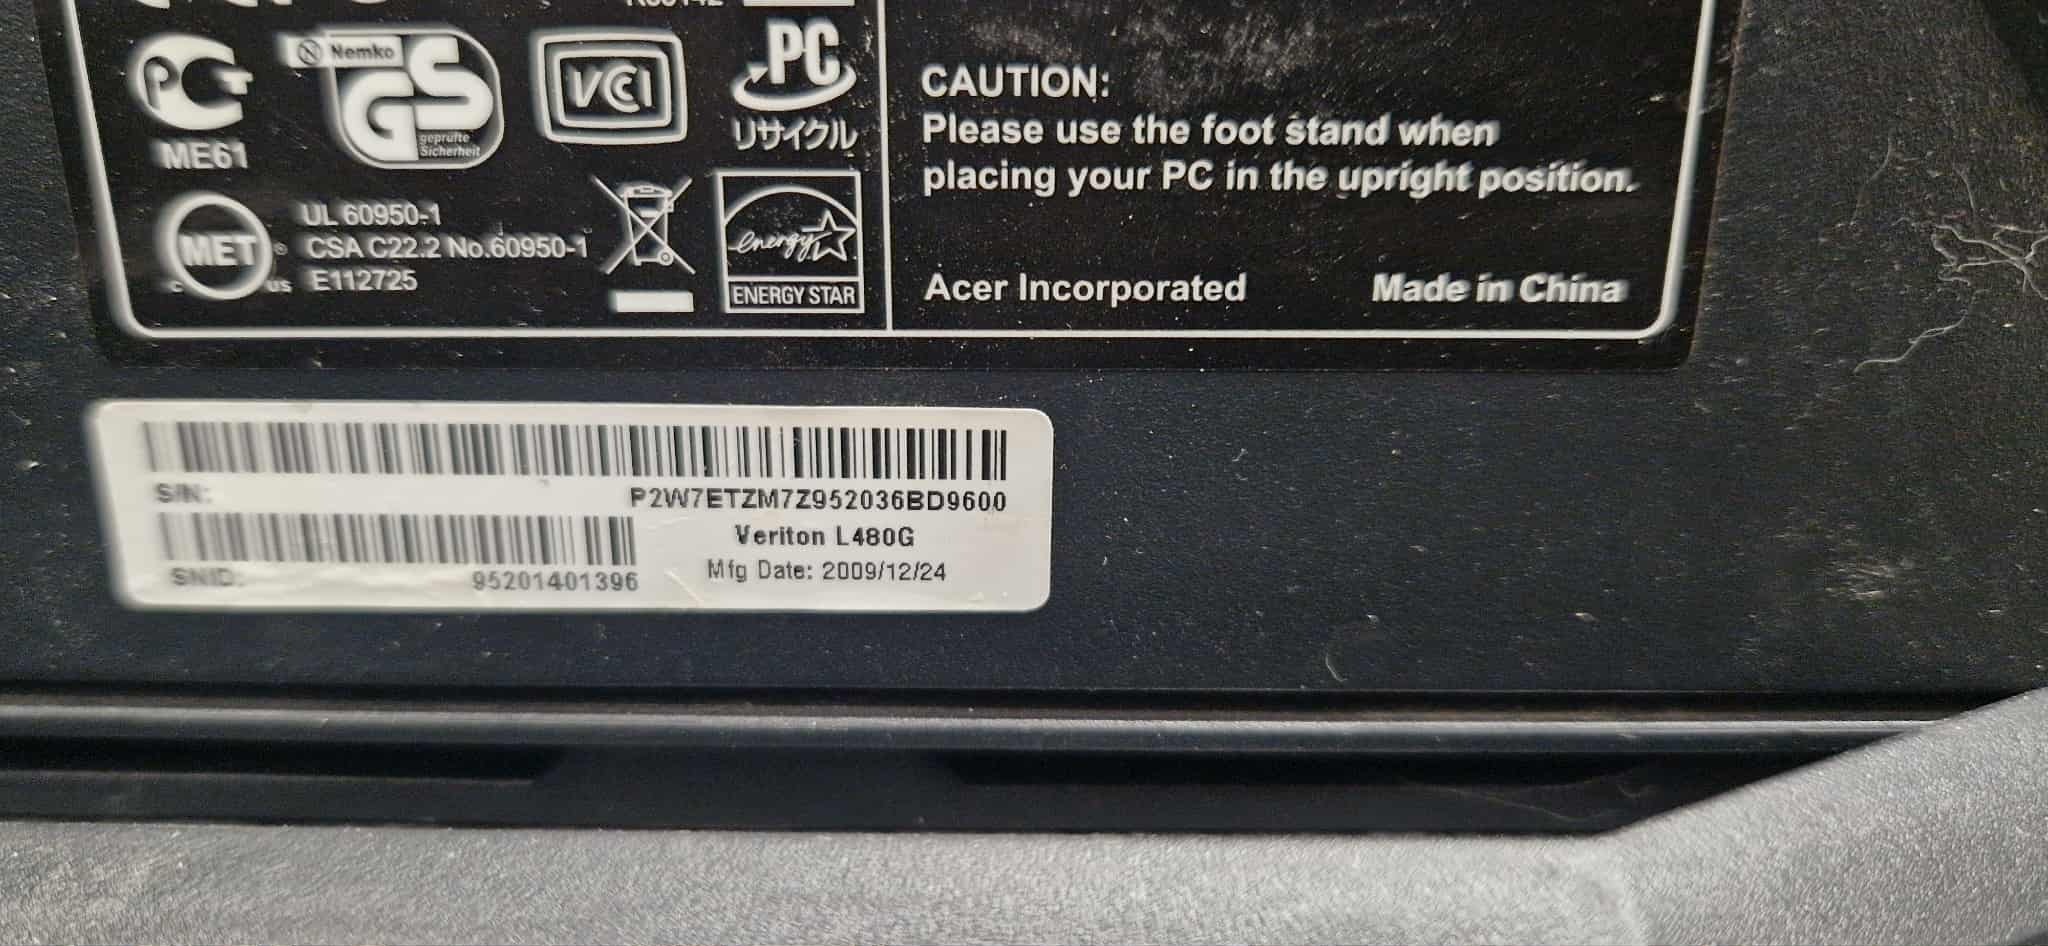 Nemko
GS
geprüfte
Sicherheit
PCT
ME61
VCCI
PC
リサイクル
MET
c
us
UL 60950-1
CSA C22.2 No.60950-1
E112725
energy
ENERGY STAR
CAUTION:
Please use the foot stand when
placing your PC in the upright position.
Acer Incorporated
Made in China
S/N:
P2W7ETZM7Z952036BD9600
Veriton L480G
SNID:
95201401396
Mfg Date: 2009/12/24